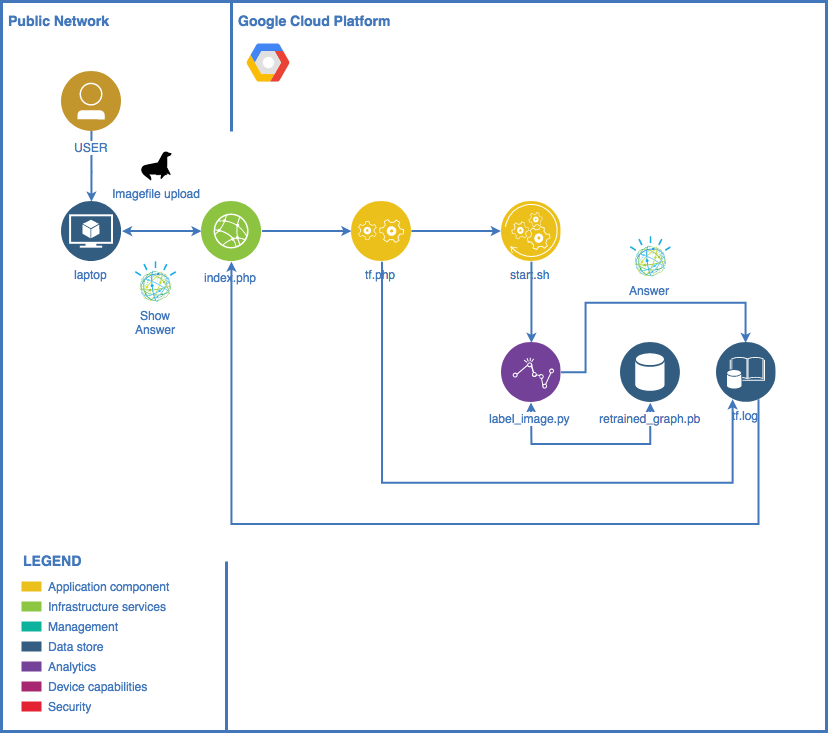 Public Network
Google Cloud Platform
USER
Imagefile upload
laptop
index.php
tf.php
start.sh
Answer
Show
Answer
label_image.py
retrained_graph.pb
tf.log
LEGEND
Application component
Infrastructure services
Management
Data store
Analytics
Device capabilities
Security